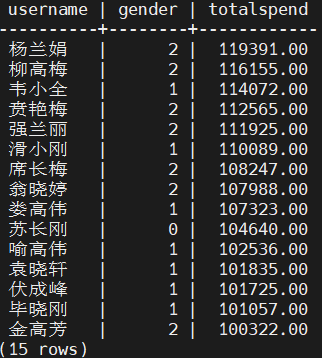 username | gender | totalspend
----------+--------+------------
杨兰娟 | 2 | 119391.00
柳高梅 | 2 | 116155.00
韦小全 | 1 | 114072.00
贲艳梅 | 2 | 112565.00
强兰丽 | 2 | 111925.00
滑小刚 | 1 | 110089.00
席长梅 | 2 | 108247.00
翁晓婷 | 2 | 107988.00
娄高伟 | 1 | 107323.00
苏长刚 | 0 | 104640.00
喻高伟 | 1 | 102536.00
袁晓轩 | 1 | 101835.00
伏成峰 | 1 | 101725.00
毕晓刚 | 1 | 101057.00
金高芳 | 2 | 100322.00
(15 rows)